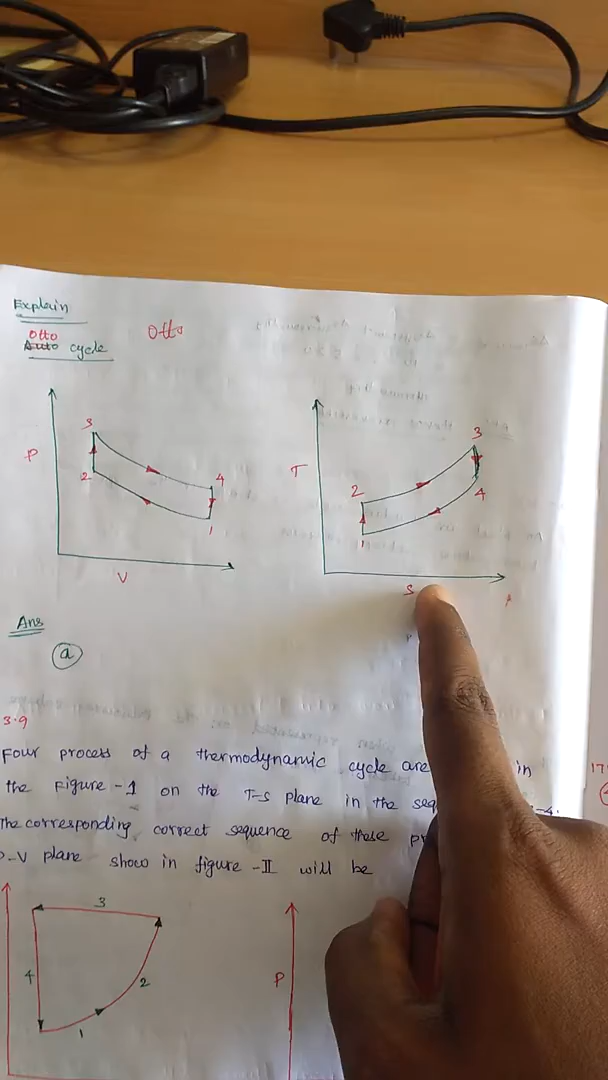 Explain
Otto
Auto cycle
Otto
P
3
2
4
1
V
T
3
2
4
1
S
Ans
a
3.9
Four process of a thermodynamic cycle are in
the Figure -1 on the T-S plane in the
The corresponding correct sequence of these
P-V plane show in figure -II will be
3
4
2
1
P